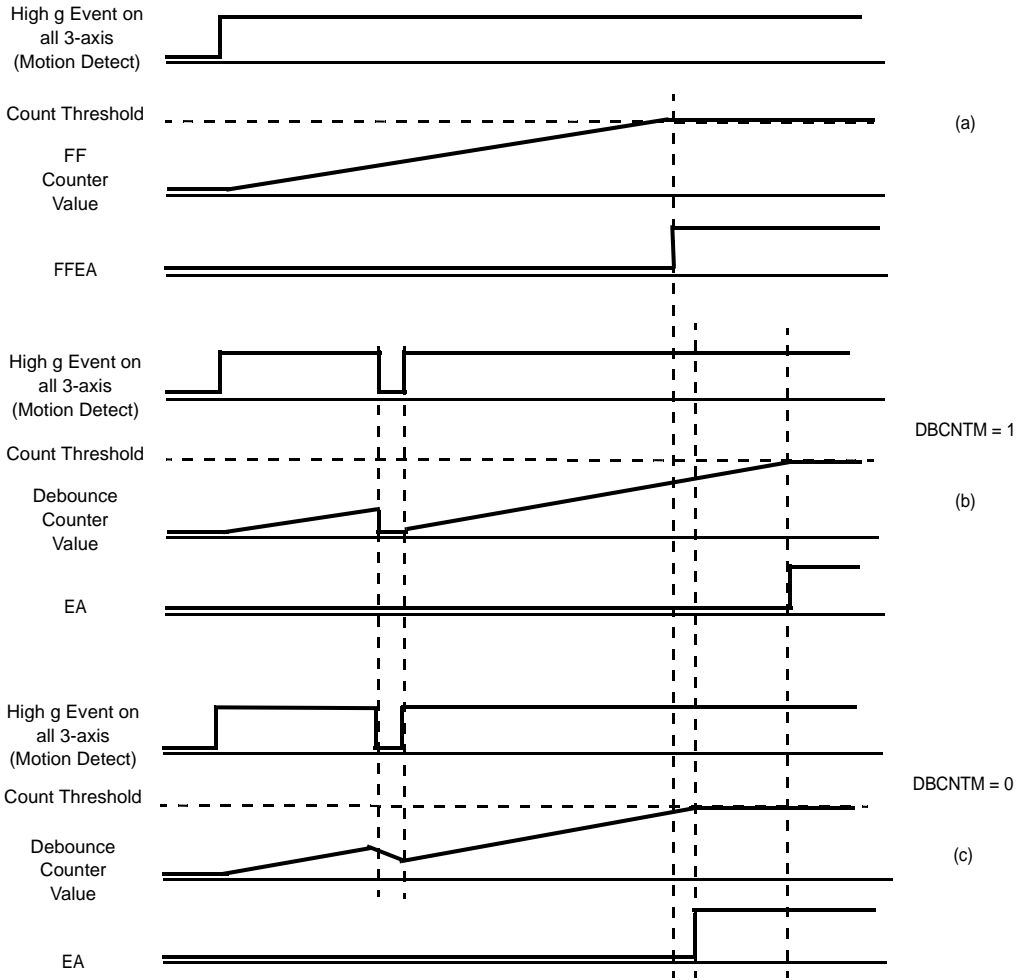 High g Event on
all 3-axis
(Motion Detect)
Count Threshold
(a)
FF
Counter
Value
FFEA
High g Event on
all 3-axis
(Motion Detect)
DBCNTM = 1
Count Threshold
Debounce
Counter
Value
(b)
EA
High g Event on
all 3-axis
(Motion Detect)
DBCNTM = 0
Count Threshold
Debounce
Counter
Value
(c)
EA